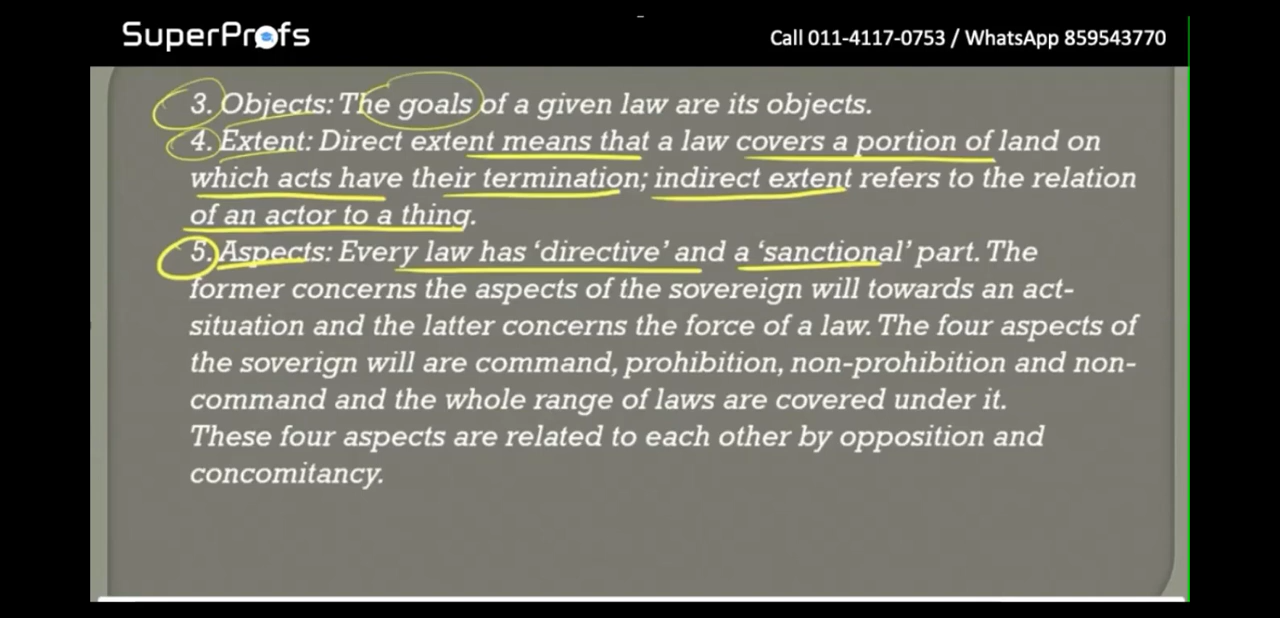 SuperProfs
Call 011-4117-0753 / WhatsApp 859543770
3. Objects: The goals of a given law are its objects.
4. Extent: Direct extent means that a law covers a portion of land on
which acts have their termination; indirect extent refers to the relation
of an actor to a thing.
5. Aspects: Every law has ‘directive’ and a ‘sanctional’ part. The
former concerns the aspects of the sovereign will towards an act-
situation and the latter concerns the force of a law. The four aspects of
the soverign will are command, prohibition, non-prohibition and non-
command and the whole range of laws are covered under it.
These four aspects are related to each other by opposition and
concomitancy.